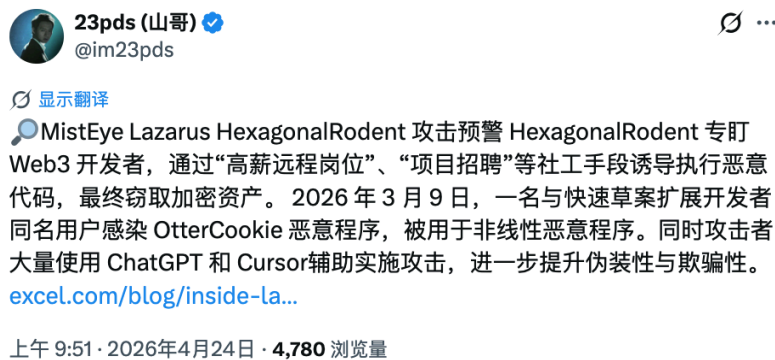 23pds (山哥)
@im23pds
显示翻译
🔎MistEye Lazarus HexagonalRodent 攻击预警 HexagonalRodent 专盯
Web3 开发者，通过“高薪远程岗位”、“项目招聘”等社工手段诱导执行恶意
代码，最终窃取加密资产。 2026 年 3 月 9 日，一名与快速草案扩展开发者
同名用户感染 OtterCookie 恶意程序，被用于非线性恶意程序。同时攻击者
大量使用 ChatGPT 和 Cursor辅助实施攻击，进一步提升伪装性与欺骗性。
excel.com/blog/inside-la...
上午 9:51 · 2026年4月24日 · 4,780 浏览量